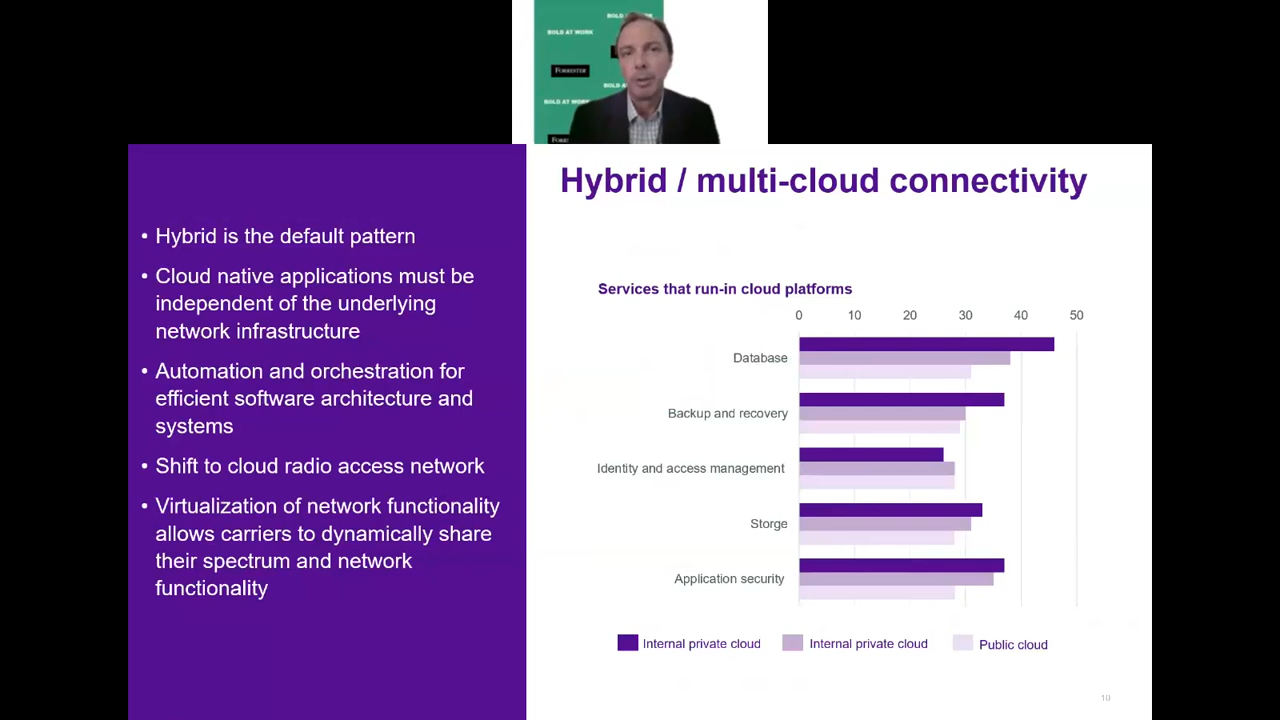 BOLD AT WORK
FORRESTER
BOLD AT WORK
Hybrid / multi-cloud connectivity
• Hybrid is the default pattern
• Cloud native applications must be
independent of the underlying
network infrastructure
• Automation and orchestration for
efficient software architecture and
systems
• Shift to cloud radio access network
• Virtualization of network functionality
allows carriers to dynamically share
their spectrum and network
functionality
Services that run-in cloud platforms
0 10 20 30 40 50
Database
Backup and recovery
Identity and access management
Storge
Application security
Internal private cloud Internal private cloud Public cloud
10